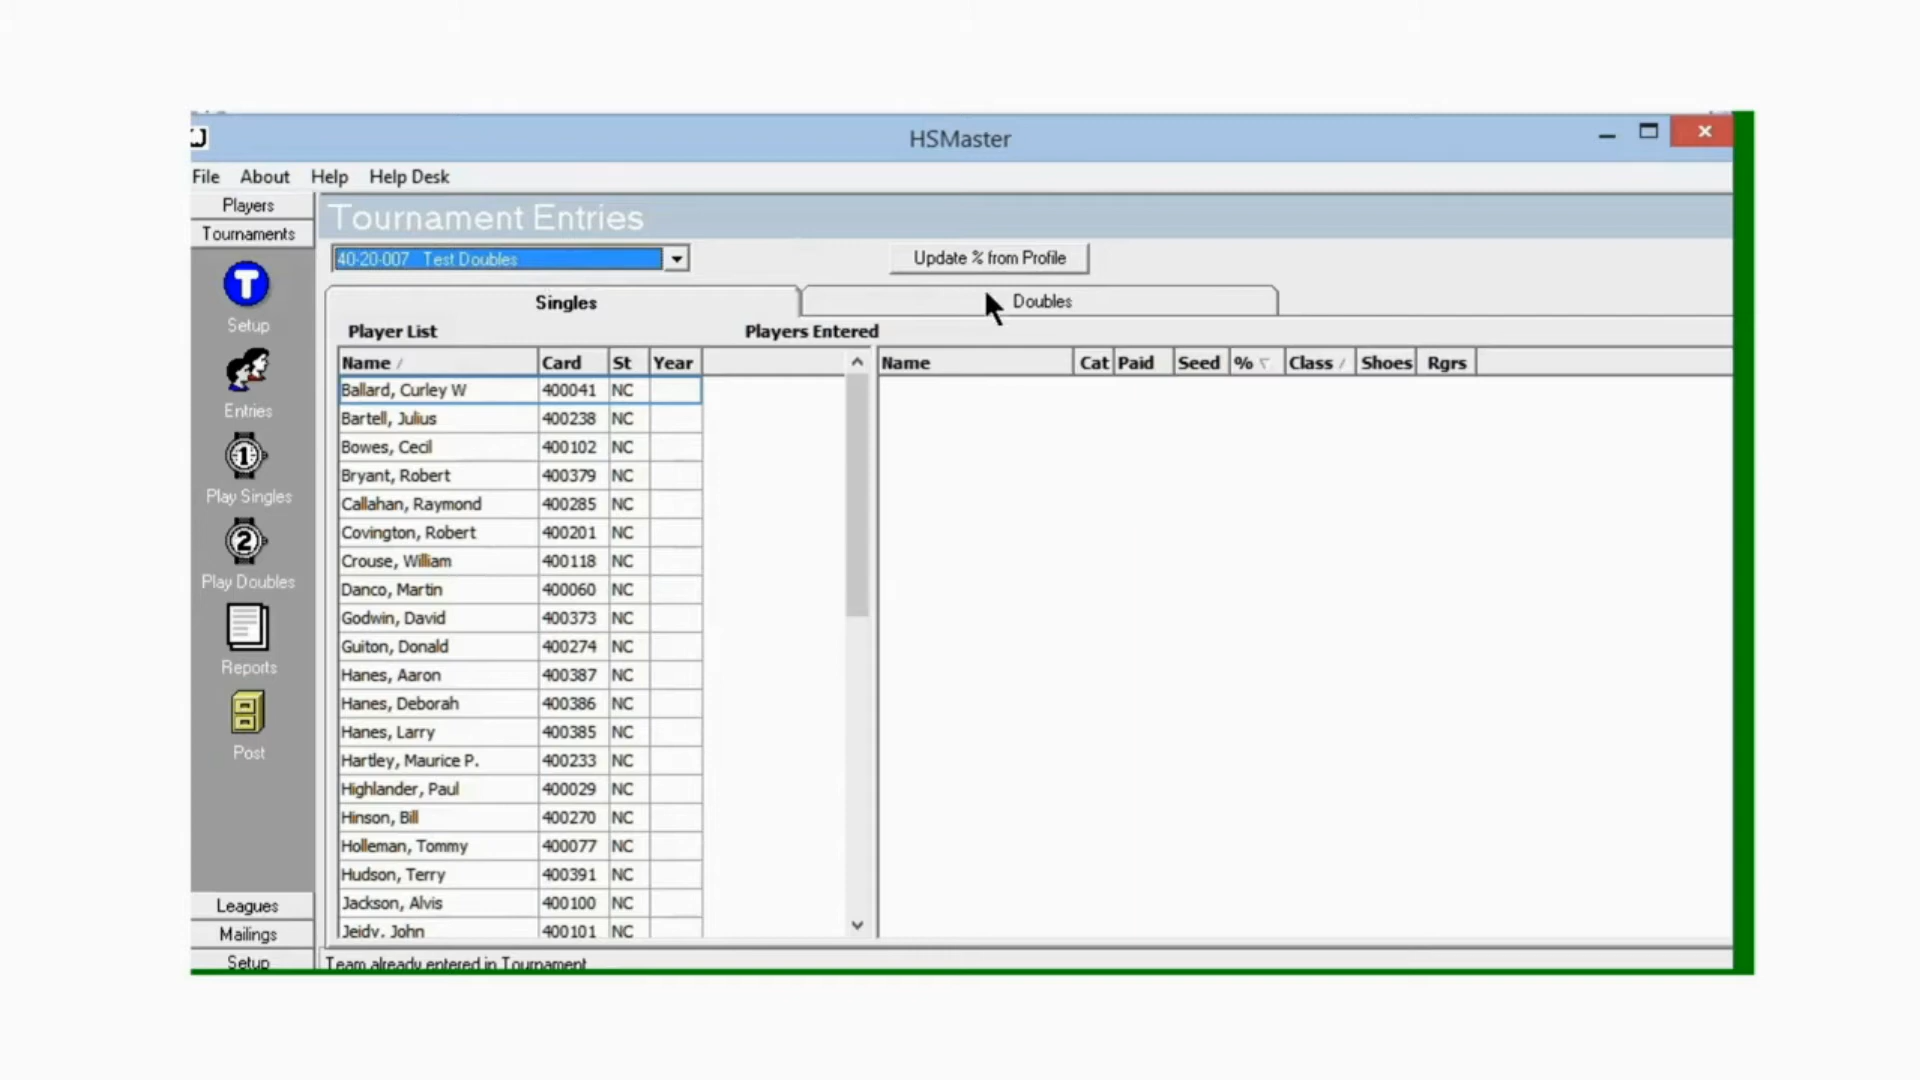 HSMaster
File About Help Help Desk
Players
Tournaments
Setup
Entries
Play Singles
Play Doubles
Reports
Post
Leagues
Mailings
Setup
Tournament Entries
40-20-007 Test Doubles
Update % from Profile
Singles
Doubles
Player List
Players Entered
Name Card St Year
Ballard, Curley W 400041 NC
Bartell, Julius 400238 NC
Bowes, Cecil 400102 NC
Bryant, Robert 400379 NC
Callahan, Raymond 400285 NC
Covington, Robert 400201 NC
Crouse, William 400118 NC
Danco, Martin 400060 NC
Godwin, David 400373 NC
Guiton, Donald 400274 NC
Hanes, Aaron 400387 NC
Hanes, Deborah 400386 NC
Hanes, Larry 400385 NC
Hartley, Maurice P. 400233 NC
Highlander, Paul 400029 NC
Hinson, Bill 400270 NC
Holleman, Tommy 400077 NC
Hudson, Terry 400391 NC
Jackson, Alvis 400100 NC
Jeidy, John 400101 NC
Name Cat Paid Seed % Class Shoes Rgrs
Team already entered in Tournament